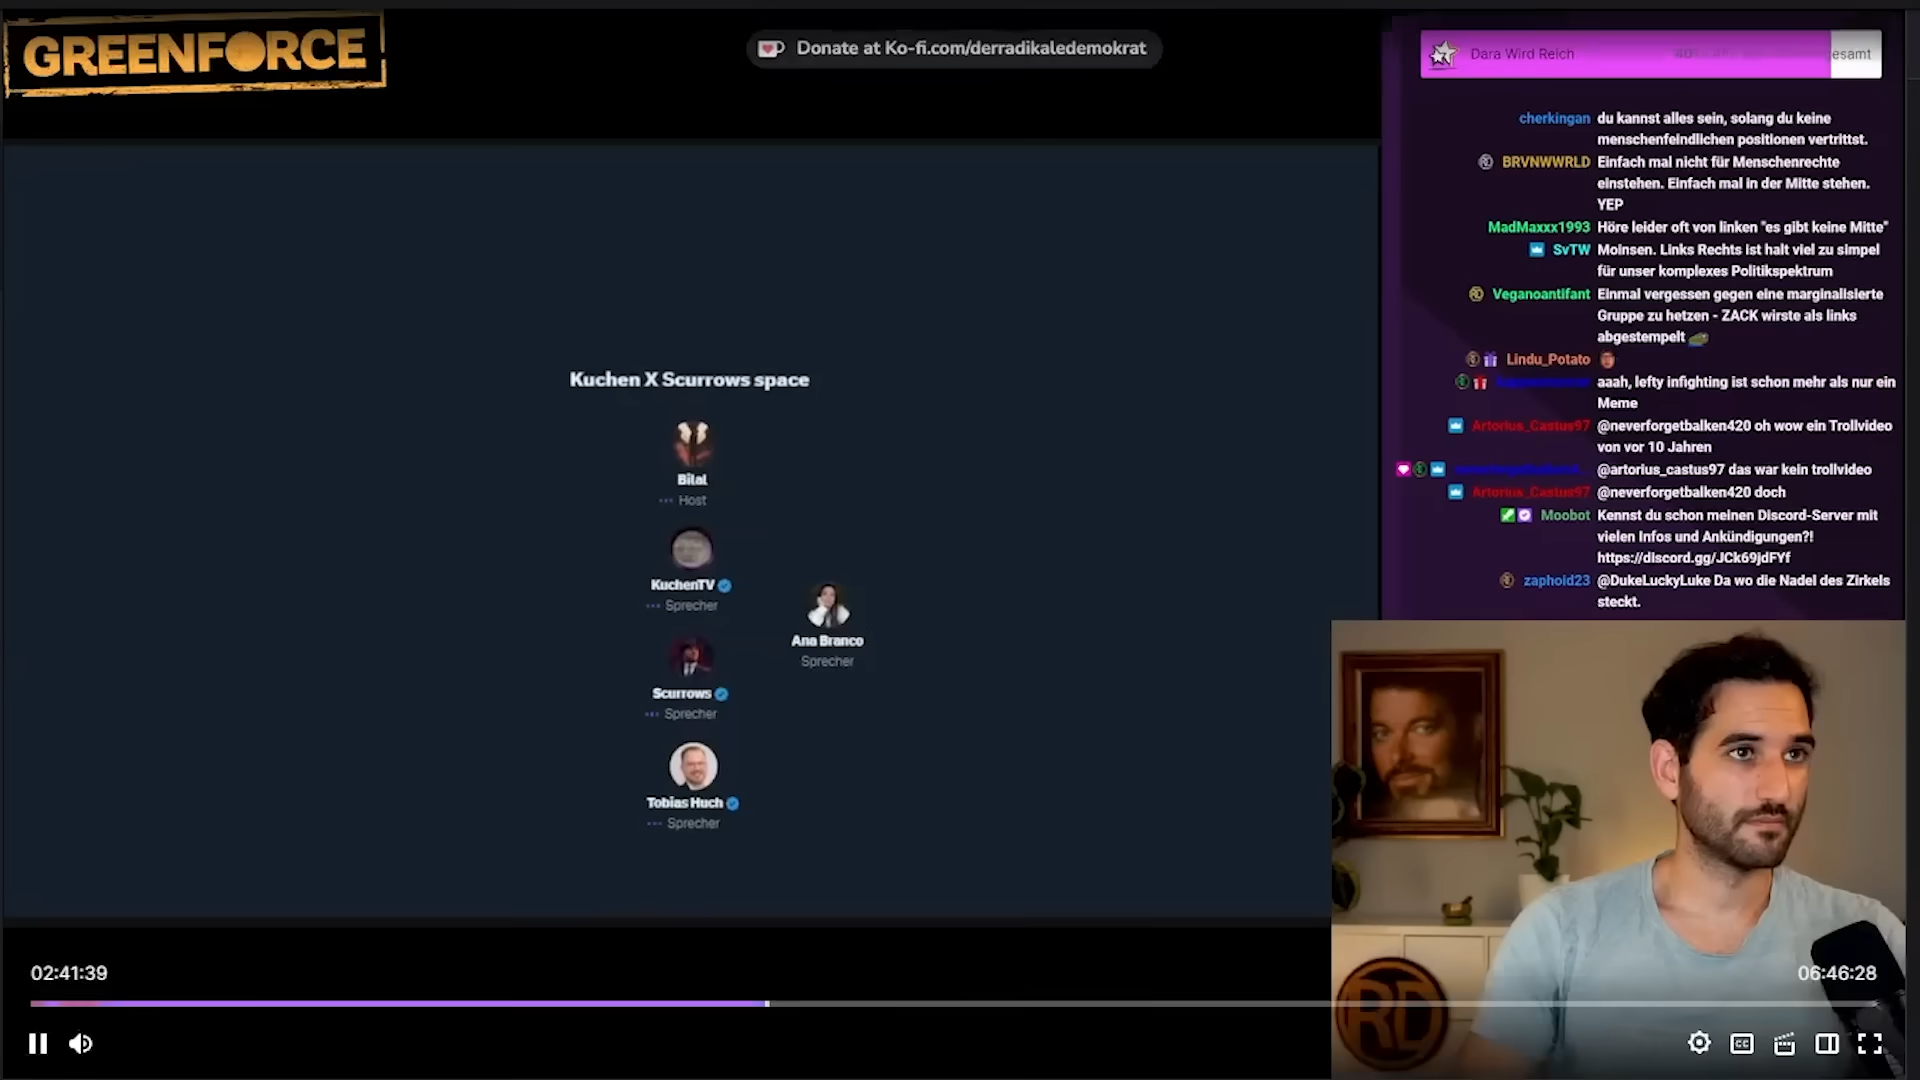 GREENFORCE
Donate at Ko-fi.com/derradikaledemokrat
Dara Wird Reich
esamt
cherkingan du kannst alles sein, solang du keine
menschenfeindlichen positionen vertrittst.
BRVNWWRLD Einfach mal nicht für Menschenrechte
einstehen. Einfach mal in der Mitte stehen.
YEP
MadMaxxx1993 Höre leider oft von linken "es gibt keine Mitte"
SvTW Moinsen. Links Rechts ist halt viel zu simpel
für unser komplexes Politikspektrum
Veganoantifant Einmal vergessen gegen eine marginalisierte
Gruppe zu hetzen - ZACK wirste als links
abgestempelt
Lindu_Potato
aaah, lefty infighting ist schon mehr als nur ein
Meme
Artorius_Castus97 @neverforgetbalken420 oh wow ein Trollvideo
von vor 10 Jahren
@artorius_castus97 das war kein trollvideo
Artorius_Castus97 @neverforgetbalken420 doch
Moobot Kennst du schon meinen Discord-Server mit
vielen Infos und Ankündigungen?!
https://discord.gg/JCk69jdFYf
zaphoid23 @DukeLuckyLuke Da wo die Nadel des Zirkels
steckt.
Kuchen X Scurrows space
Bilal
Host
KuchenTV
Sprecher
Ana Branco
Sprecher
Scurrows
Sprecher
Tobias Huch
Sprecher
RD
02:41:39
06:46:28
CC